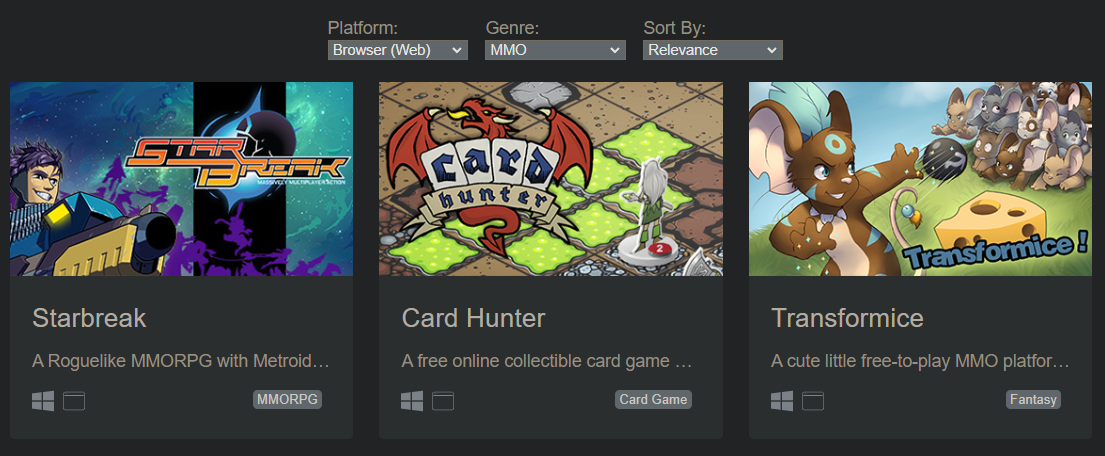 Platform: Genre: Sort By:
Browser (Web) MMO Relevance
STAR
BREAK
MASSIVELY MULTIPLAYER ACTION
card
hunter
2
Transformice !
Starbreak
A Roguelike MMORPG with Metroid…
MMORPG
Card Hunter
A free online collectible card game …
Card Game
Transformice
A cute little free-to-play MMO platfor…
Fantasy